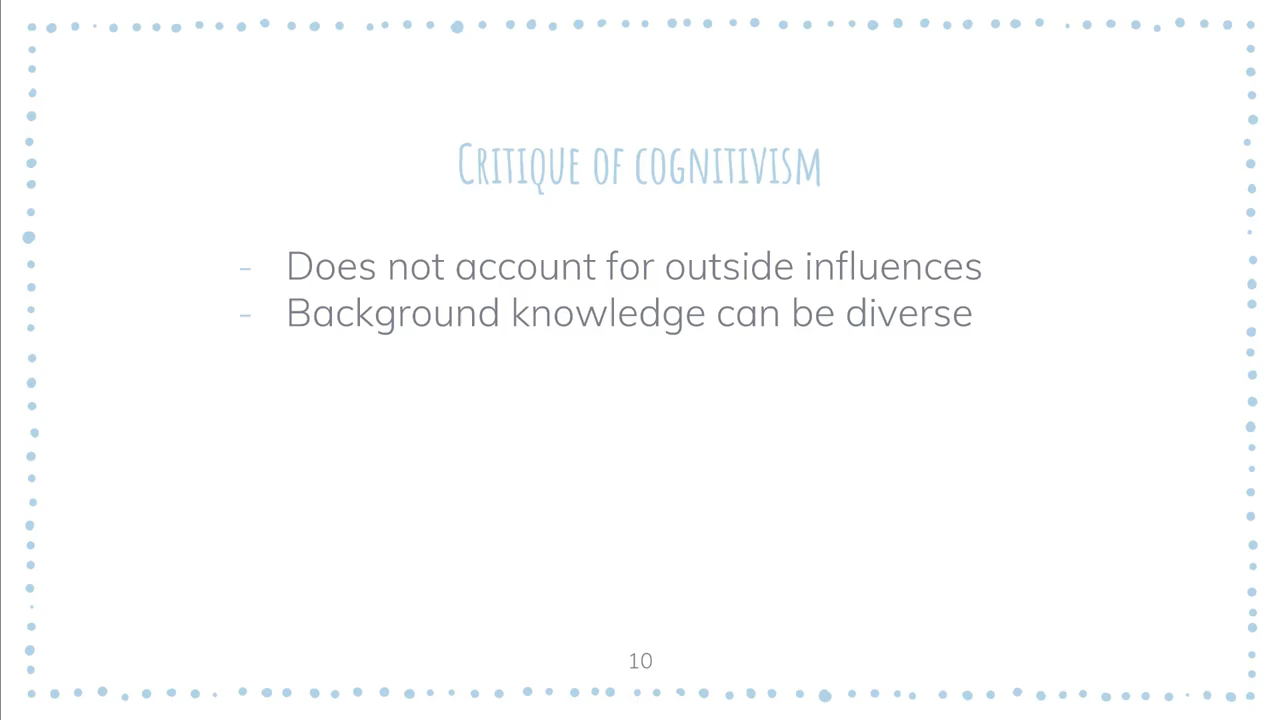 Critique of cognitivism
- Does not account for outside influences
- Background knowledge can be diverse
10